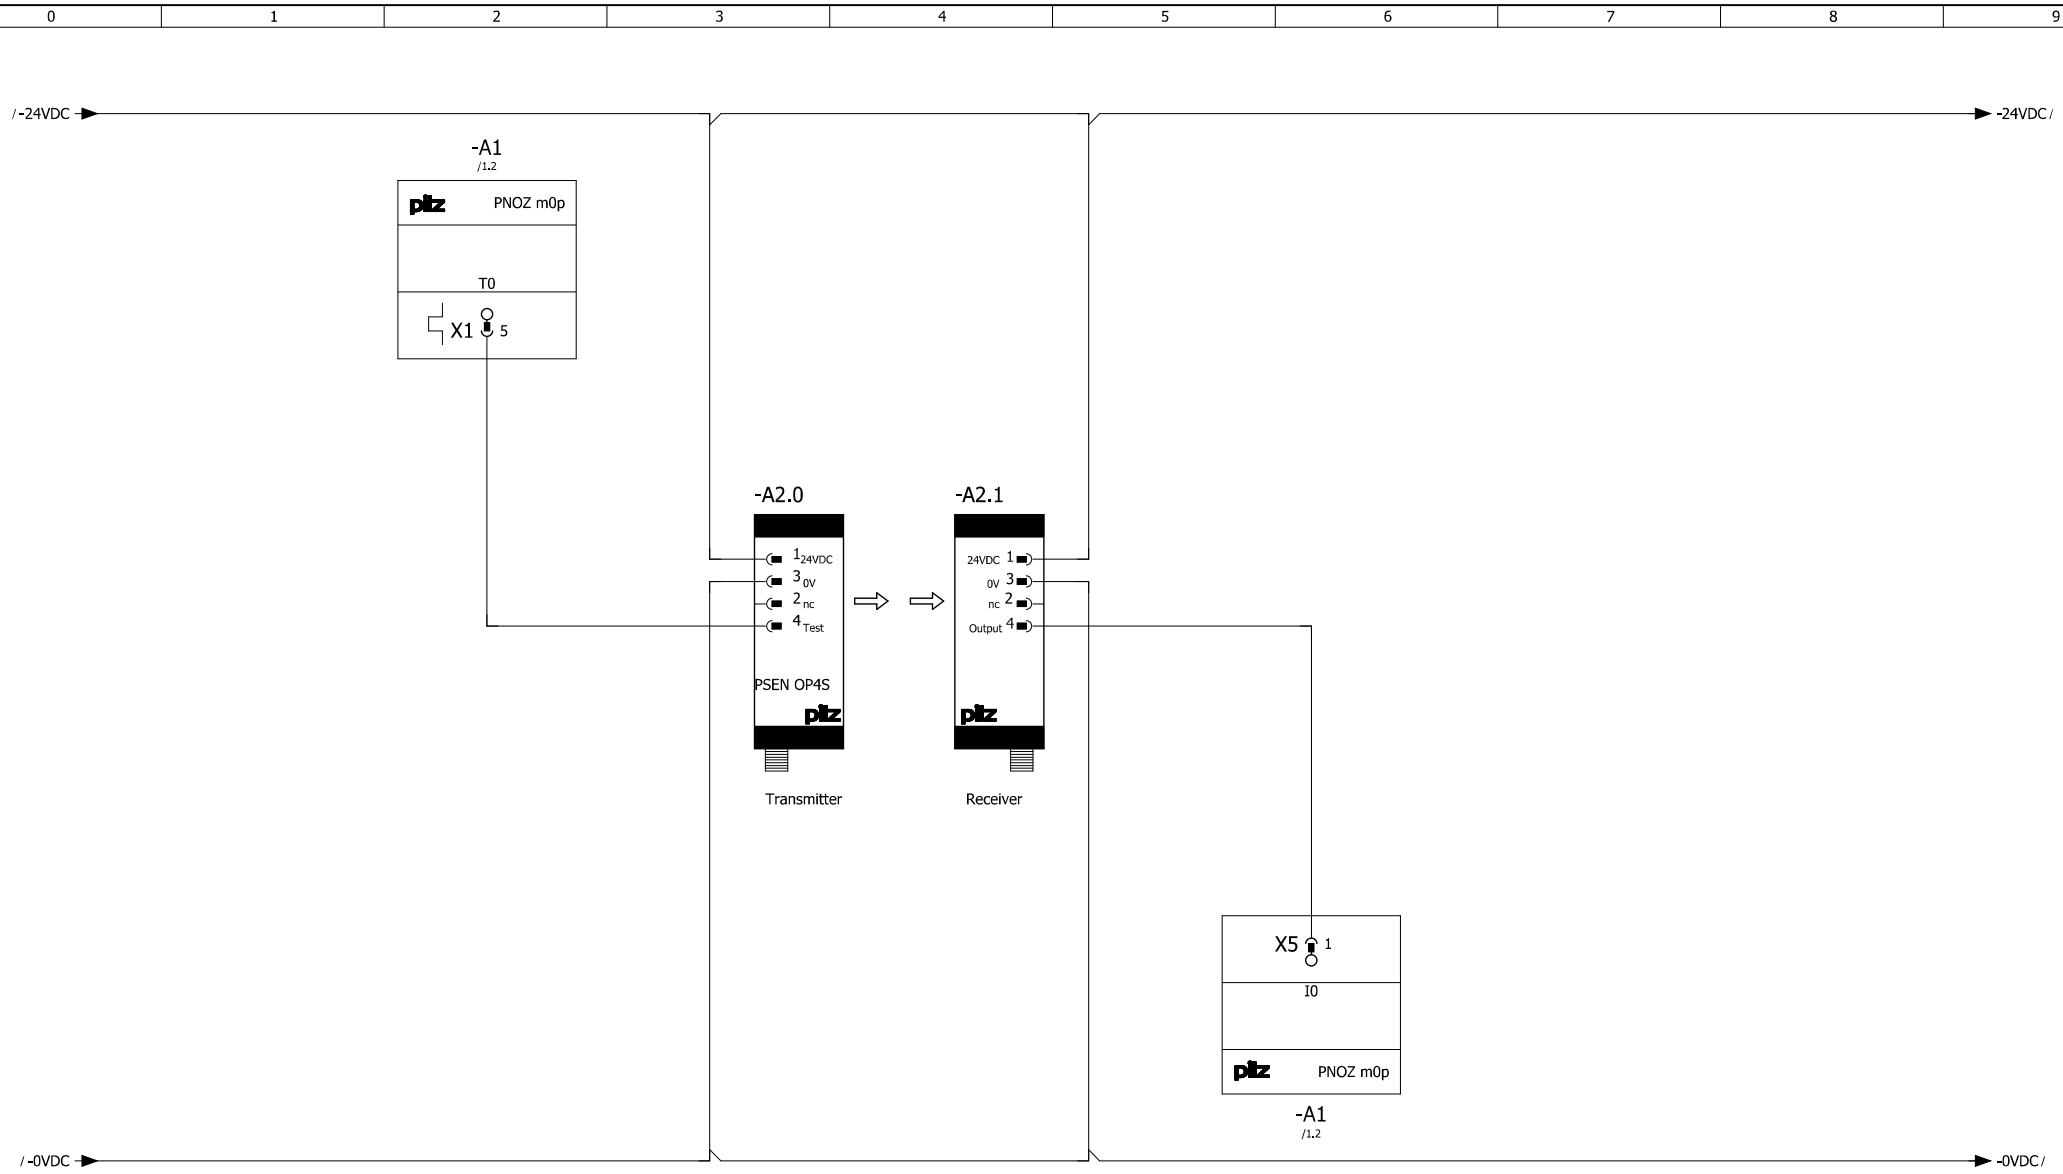 0 1 2 3 4 5 6 7 8 9
/ -24VDC -24VDC /
-A1
/1.2
pilz PNOZ m0p
T0
X1 5
-A2.0 -A2.1
1 24VDC 24VDC 1
3 0V 0V 3
2 nc nc 2
4 Test Output 4
PSEN OP4S
pilz pilz
Transmitter Receiver
X5 1
I0
pilz PNOZ m0p
-A1
/1.2
/ -0VDC -0VDC /